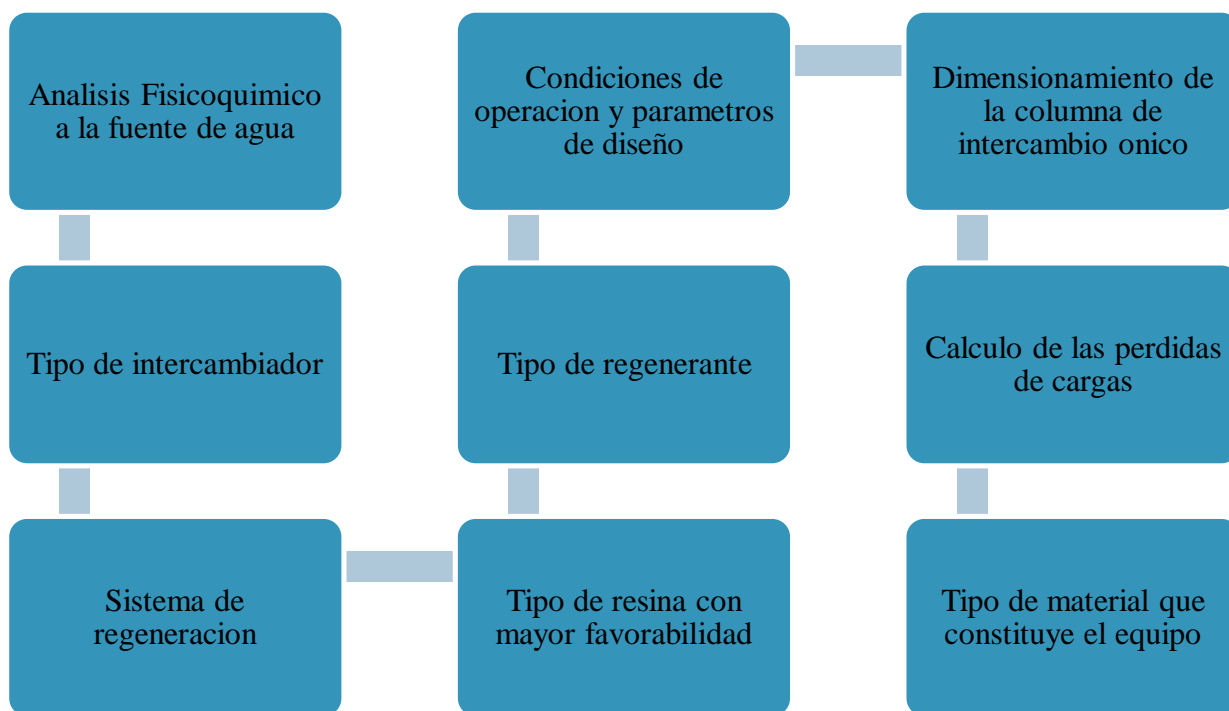 Analisis Fisicoquimico
a la fuente de agua
Tipo de intercambiador
Sistema de
regeneracion
Tipo de resina con
mayor favorabilidad
Tipo de regenerante
Condiciones de
operacion y parametros
de diseño
Dimensionamiento de
la columna de
intercambio onico
Calculo de las perdidas
de cargas
Tipo de material que
constituye el equipo